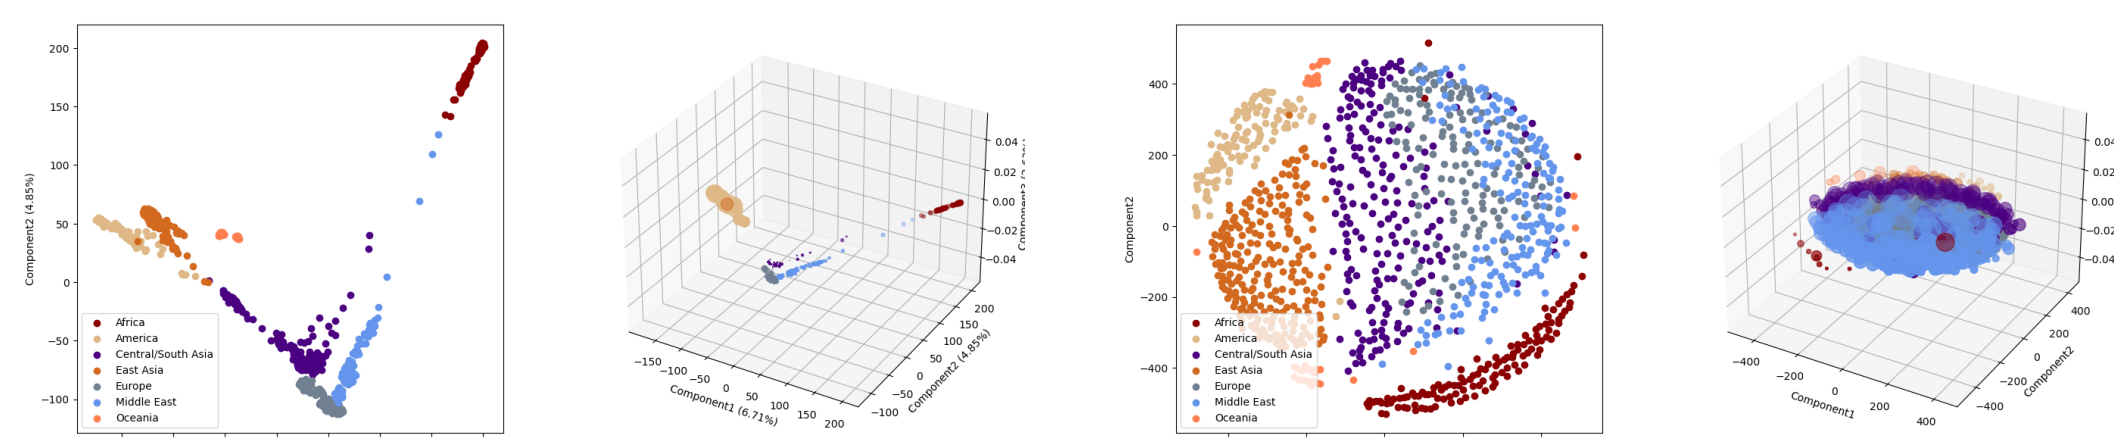 200
150
100
50
0
−50
−100
Component2 (4.85%)
Africa
America
Central/South Asia
East Asia
Europe
Middle East
Oceania
0.04
0.02
0.00
−0.02
−0.04
−150
−100
−50
0
50
100
150
200
Component1 (6.71%)
−100
−50
0
50
100
150
200
Component2 (4.85%)
400
200
0
−200
−400
Component2
Africa
America
Central/South Asia
East Asia
Europe
Middle East
Oceania
0.04
0.02
0.00
−0.02
−0.04
−400
−200
0
200
400
Component1
−400
−200
0
200
400
Component2